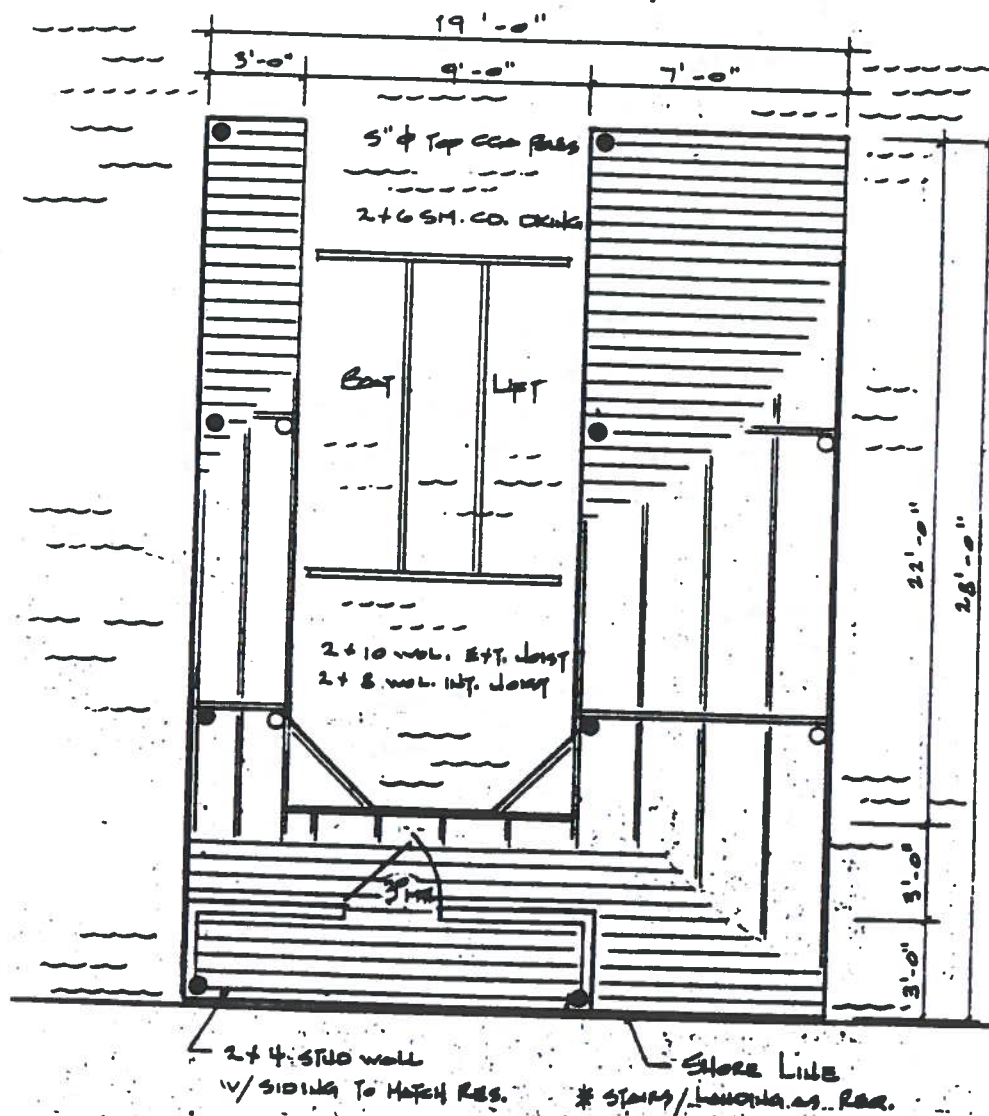 19'-0"
3'-0"
9'-0"
7'-0"
5" ϕ Top CCA Poles
2+6 SM. CD. DKING
BOAT
LIFT
22'-0"
28'-0"
2+10 WOL. EXT. JOIST
2+8 WOL. INT. JOIST
3'-0"
3'-0"
2+4 STUD WALL
W/ SIDING TO MATCH RES.
SHORE LINE
* STAIRS/LANDING AS REQ.